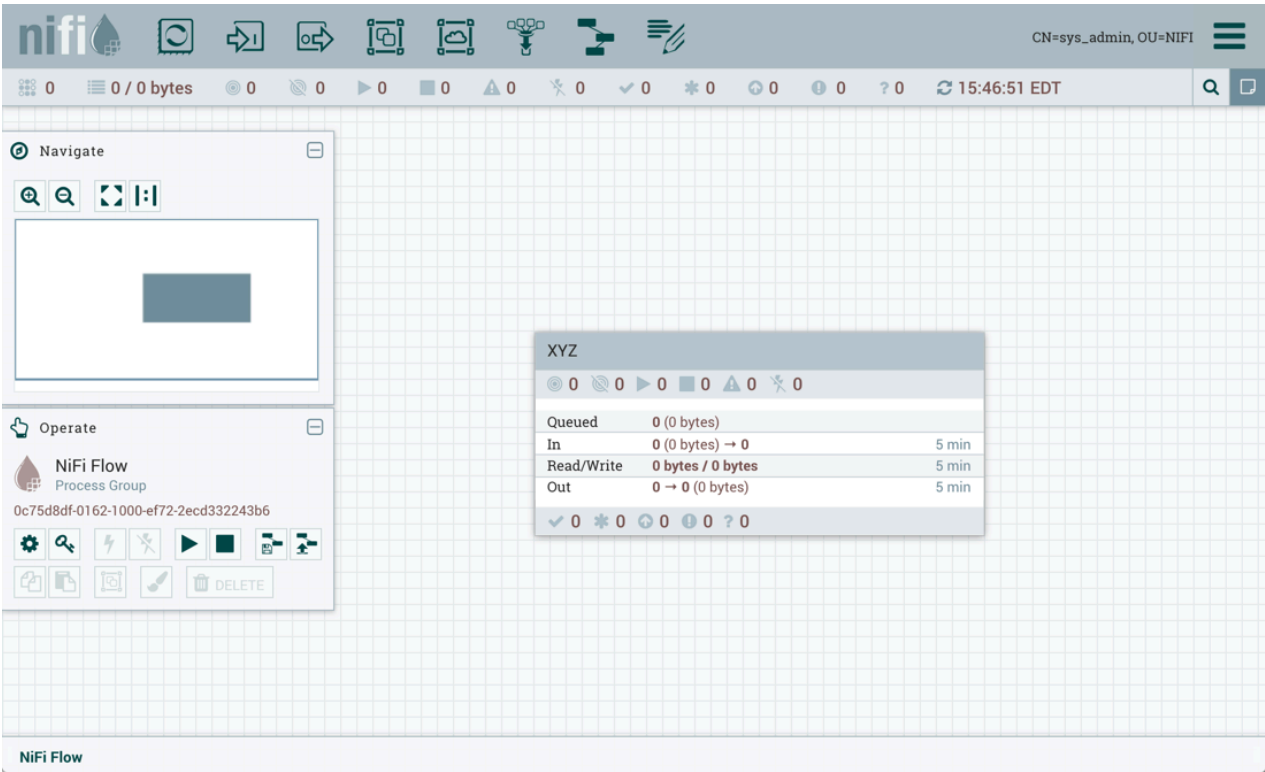 nifi
CN=sys_admin, OU=NIFI
0 0 / 0 bytes 0 0 0 0 0 0 0 0 0 0 ? 0 15:46:51 EDT
Navigate
Operate
NiFi Flow
Process Group
0c75d8df-0162-1000-ef72-2ecd332243b6
DELETE
XYZ
0 0 0 0 0 0
Queued 0 (0 bytes)
In 0 (0 bytes) → 0 5 min
Read/Write 0 bytes / 0 bytes 5 min
Out 0 → 0 (0 bytes) 5 min
0 0 0 0 ? 0
NiFi Flow